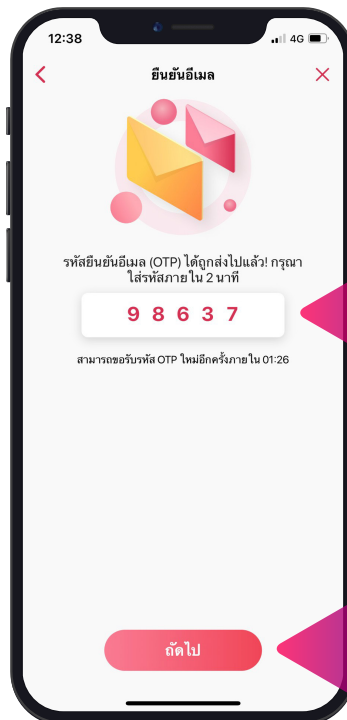 12:38
4G
ยืนยันอีเมล
รหัสยืนยันอีเมล (OTP) ได้ถูกส่งไปแล้ว! กรุณา
ใส่รหัสภายใน 2 นาที
9 8 6 3 7
สามารถขอรับรหัส OTP ใหม่อีกครั้งภายใน 01:26
ถัดไป